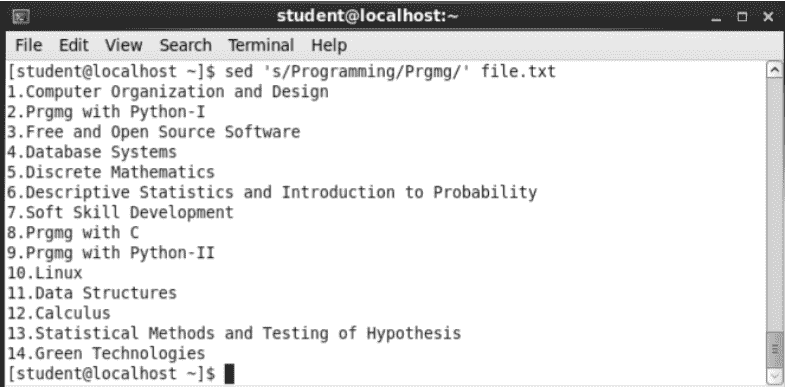 student@localhost:~
File Edit View Search Terminal Help
[student@localhost ~]$ sed 's/Programming/Prgmg/' file.txt
1.Computer Organization and Design
2.Prgmg with Python-I
3.Free and Open Source Software
4.Database Systems
5.Discrete Mathematics
6.Descriptive Statistics and Introduction to Probability
7.Soft Skill Development
8.Prgmg with C
9.Prgmg with Python-II
10.Linux
11.Data Structures
12.Calculus
13.Statistical Methods and Testing of Hypothesis
14.Green Technologies
[student@localhost ~]$